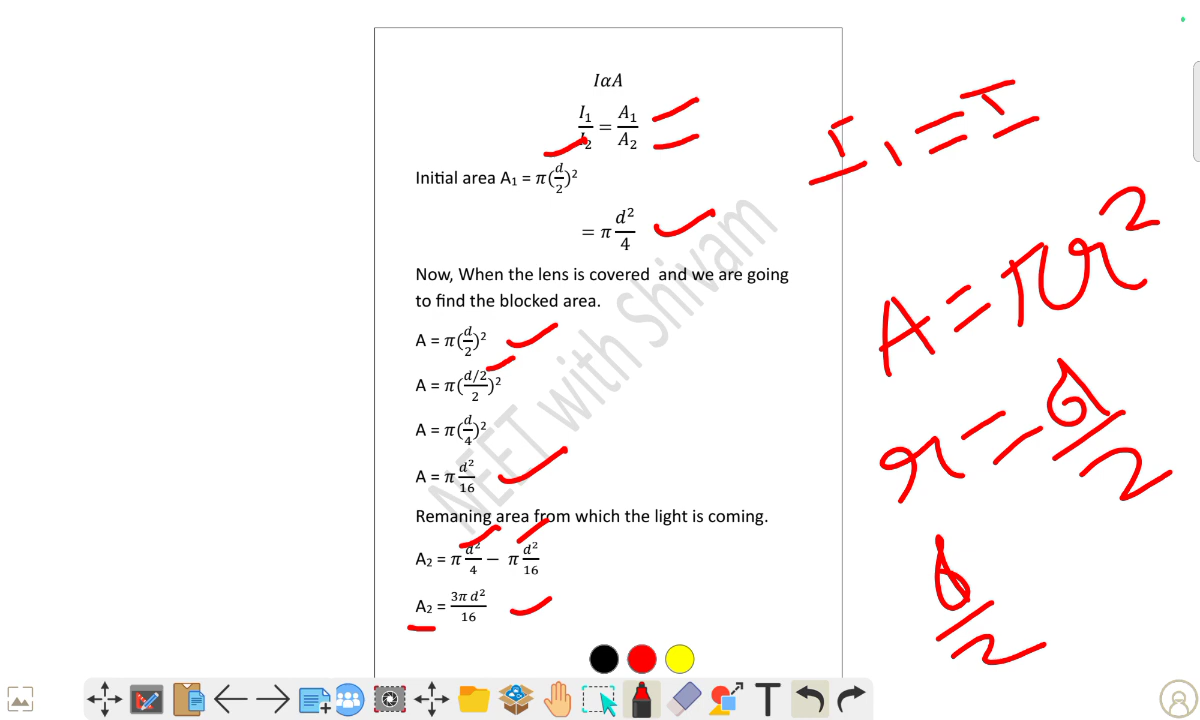 IαA
I₁/I₂ = A₁/A₂
Initial area A₁ = π(d/2)²
= π d²/4
Now, When the lens is covered and we are going
to find the blocked area.
A = π(d/2)²
A = π(d/2/2)²
A = π(d/4)²
A = π d²/16
Remaning area from which the light is coming.
A₂ = π d²/4 − π d²/16
A₂ = 3π d²/16
NEET with Shivam
I₁ = I
A = πr²
r = d/2
d/2
T